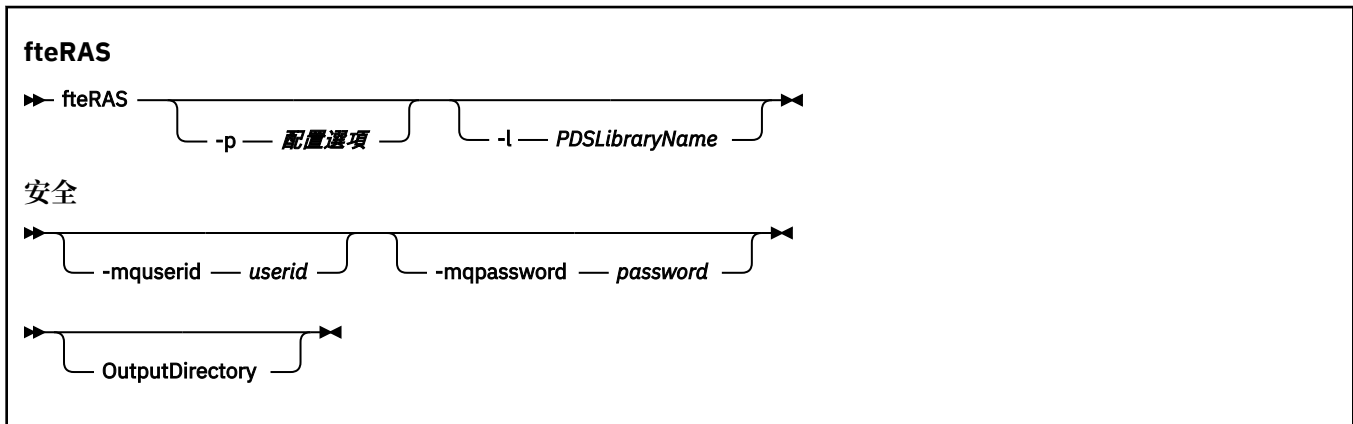 fteRAS
fteRAS
-p 配置選項 -l PDSLibraryName
安全
-mquserid userid -mqpassword password
OutputDirectory